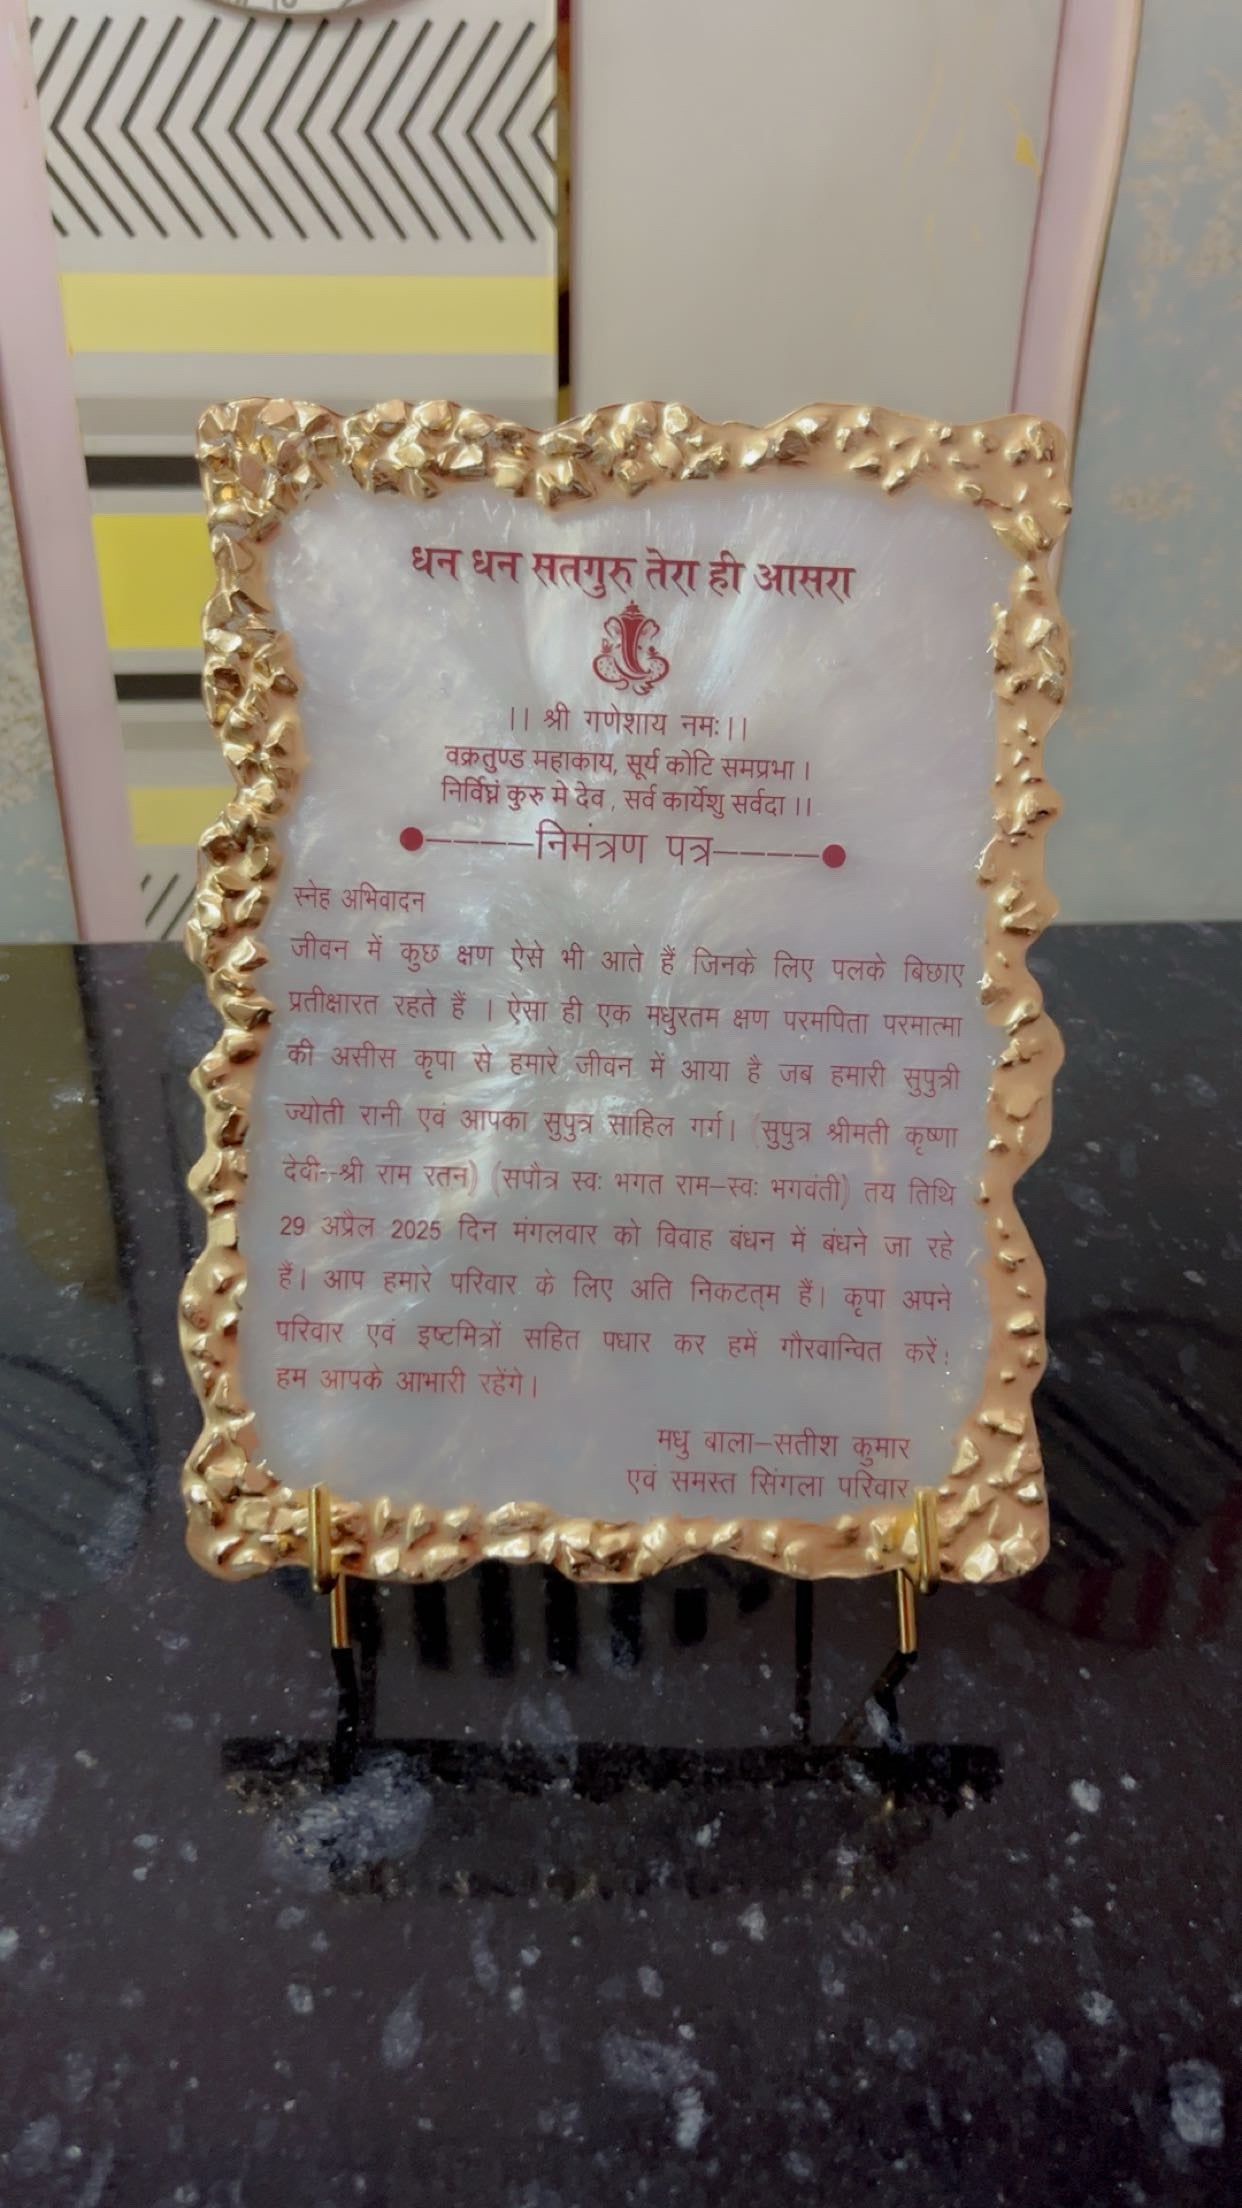 धन धन सतगुरु तेरा ही आसरा
।। श्री गणेशाय नमः।।
वक्रतुण्ड महाकाय, सूर्य कोटि समप्रभा।
निर्विघ्नं कुरु मे देव, सर्व कार्येशु सर्वदा।।
निमंत्रण पत्र
स्नेह अभिवादन
जीवन में कुछ क्षण ऐसे भी आते हैं जिनके लिए पलके बिछाए
प्रतीक्षारत रहते हैं । ऐसा ही एक मधुरतम क्षण परमपिता परमात्मा
की असीस कृपा से हमारे जीवन में आया है जब हमारी सुपुत्री
ज्योती रानी एवं आपका सुपुत्र साहिल गर्ग। (सुपुत्र श्रीमती कृष्णा
देवी–श्री राम रतन) (सपौत्र स्वः भगत राम–स्वः भगवंती) तय तिथि
29 अप्रैल 2025 दिन मंगलवार को विवाह बंधन में बंधने जा रहे
हैं। आप हमारे परिवार के लिए अति निकटत्म हैं। कृपा अपने
परिवार एवं इष्टमित्रों सहित पधार कर हमें गौरवान्वित करें:
हम आपके आभारी रहेंगे।
मधु बाला–सतीश कुमार
एवं समस्त सिंगला परिवार